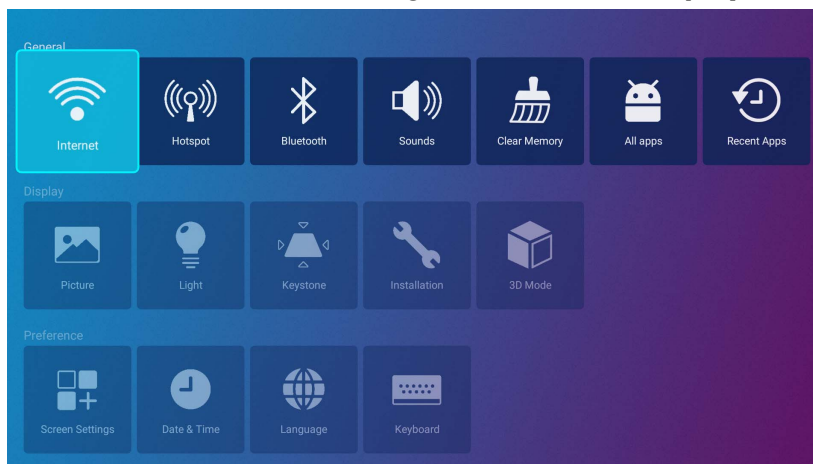 General
Internet
Hotspot
Bluetooth
Sounds
Clear Memory
All apps
Recent Apps
Display
Picture
Light
Keystone
Installation
3D Mode
Preference
Screen Settings
Date & Time
Language
Keyboard